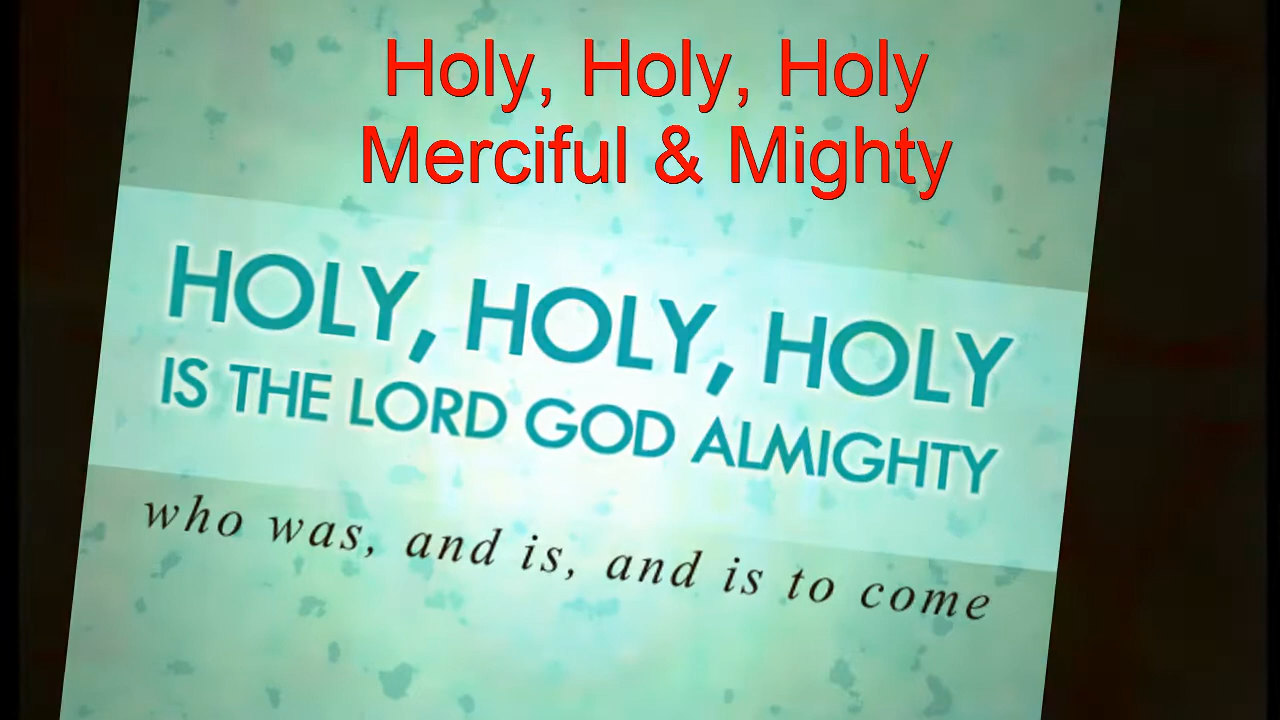 Holy, Holy, Holy
Merciful & Mighty
HOLY, HOLY, HOLY
IS THE LORD GOD ALMIGHTY
who was, and is, and is to come